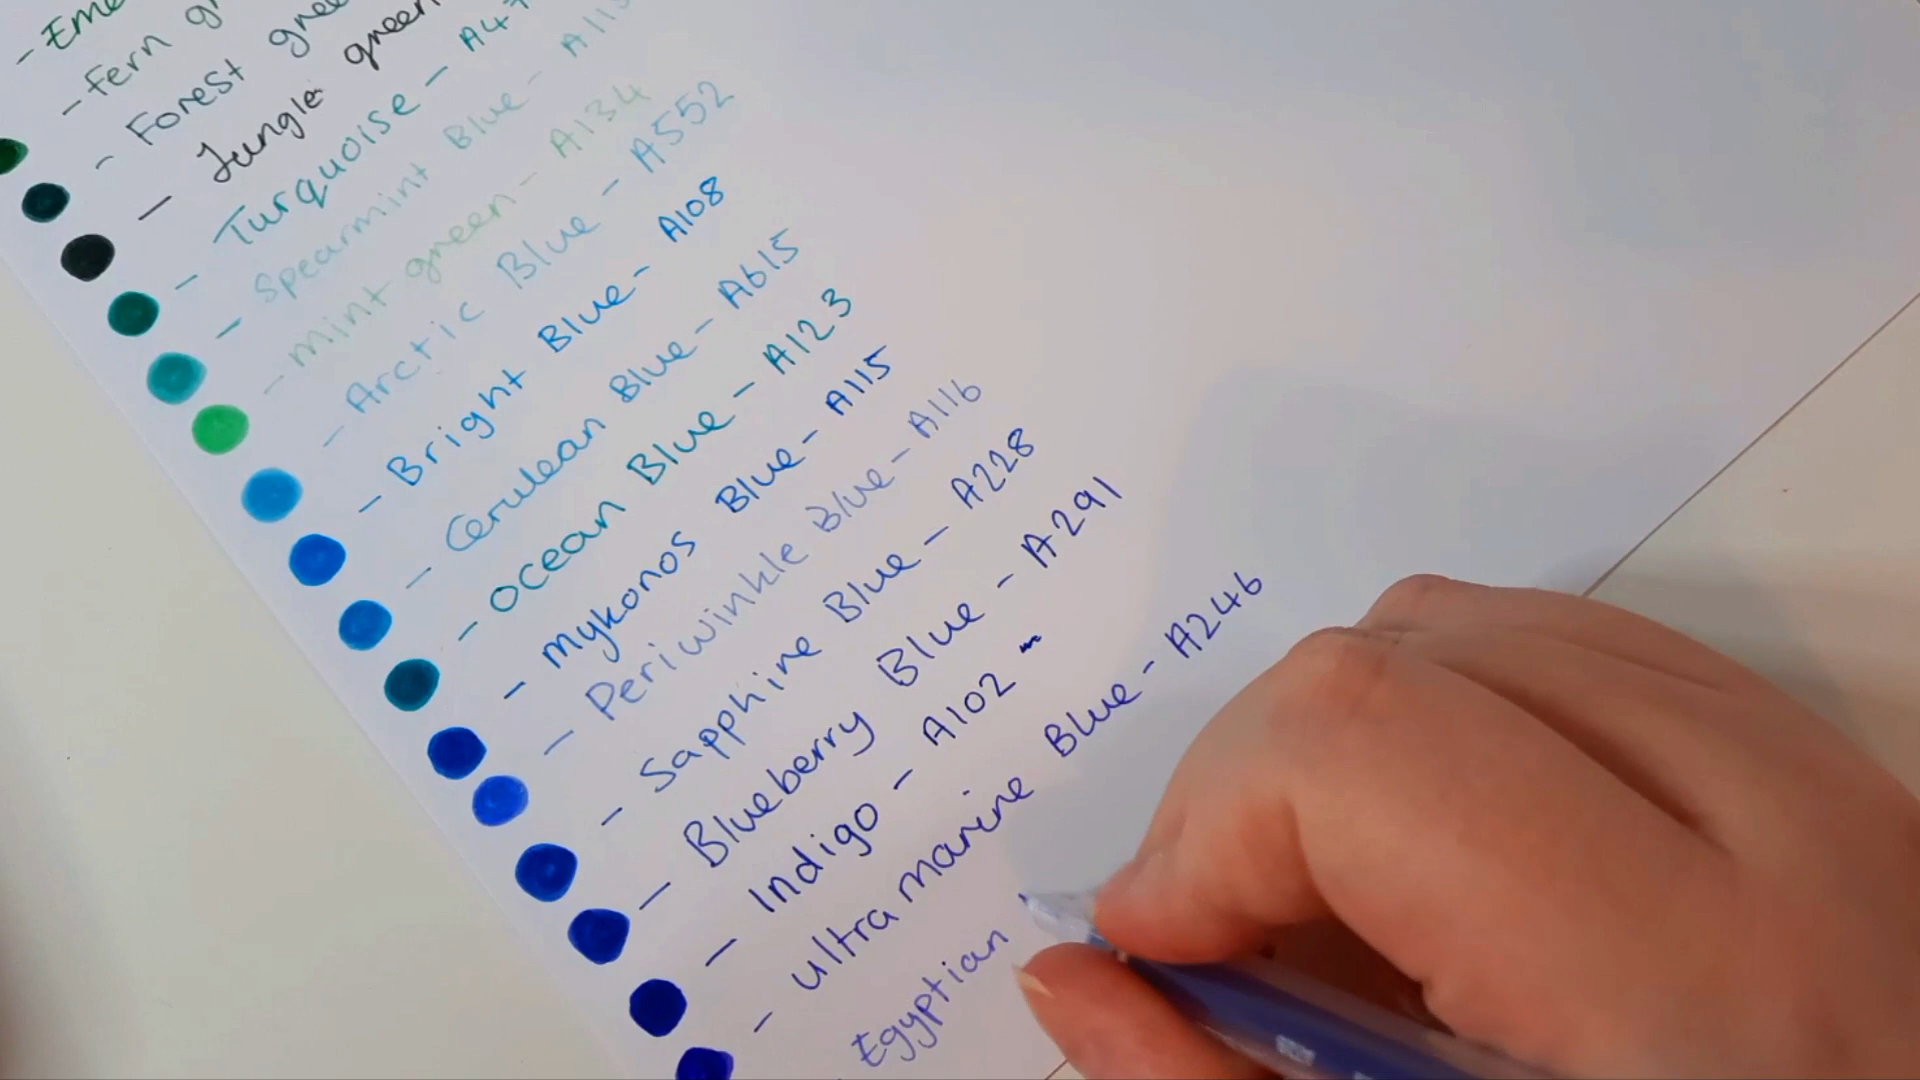 - Fern
- Forest
- Jungle green
- Turquoise - A47
- Spearmint Blue -
- mint green - A134
- Arctic Blue - A552
- Bright Blue - A108
- Cerulean Blue - A615
- ocean Blue - A123
- mykonos Blue - A115
- Periwinkle Blue - A116
- Sapphire Blue - A228
- Blueberry Blue - A291
- Indigo - A102 -
- ultra marine Blue - A246
Egyptian